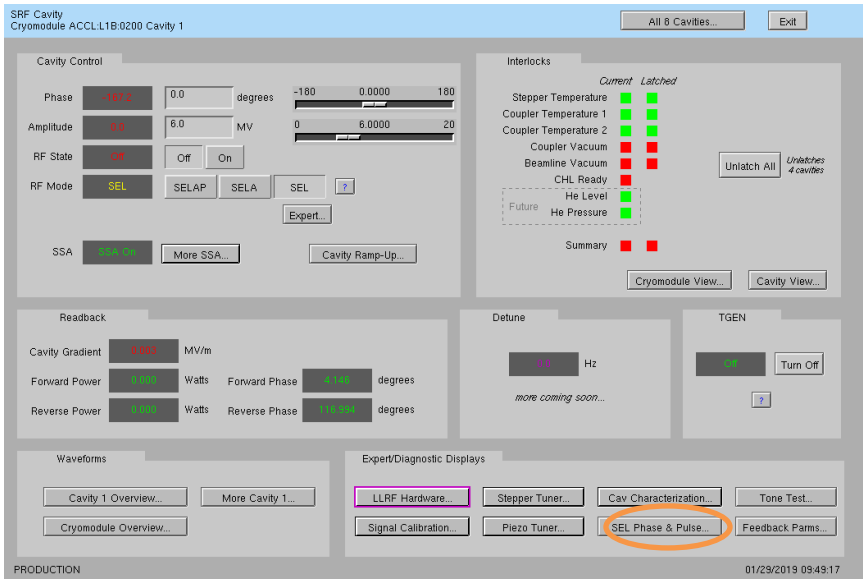 SRF Cavity
Cryomodule ACCL:L1B:0200 Cavity 1
All 8 Cavities...
Exit
Cavity Control
Phase
0.0
degrees
-180 0.0000 180
Amplitude
6.0
MV
0 6.0000 20
RF State
Off
Off On
RF Mode
SEL
SELAP SELA SEL ?
Expert...
SSA
SSA On
More SSA...
Cavity Ramp-Up...
Interlocks
Current Latched
Stepper Temperature
Coupler Temperature 1
Coupler Temperature 2
Coupler Vacuum
Beamline Vacuum
CHL Ready
Future
He Level
He Pressure
Summary
Unlatch All
Unlatches
4 cavities
Cryomodule View...
Cavity View...
Readback
Cavity Gradient
MV/m
Forward Power 0.000 Watts Forward Phase 4.146 degrees
Reverse Power 0.000 Watts Reverse Phase 116.994 degrees
Detune
Hz
more coming soon...
TGEN
Off
Turn Off
?
Waveforms
Cavity 1 Overview...
More Cavity 1...
Cryomodule Overview...
Expert/Diagnostic Displays
LLRF Hardware... Stepper Tuner... Cav Characterization... Tone Test...
Signal Calibration... Piezo Tuner... SEL Phase & Pulse... Feedback Parms...
PRODUCTION
01/29/2019 09:49:17